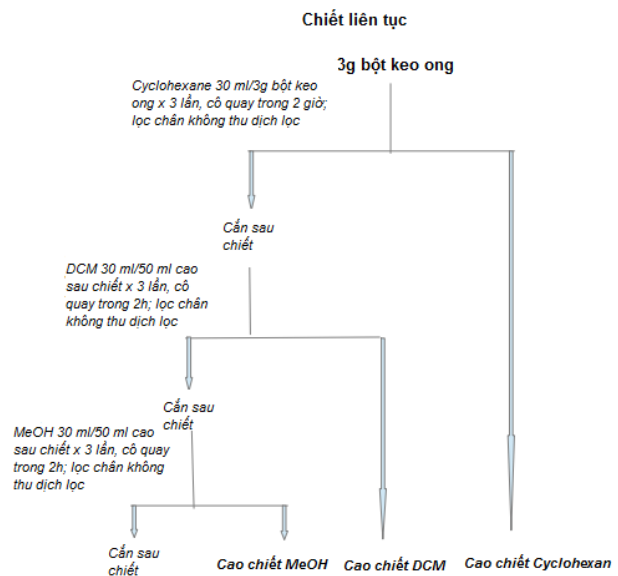 Chiết liên tục
3g bột keo ong
Cyclohexane 30 ml/3g bột keo
ong x 3 lần, cô quay trong 2 giờ;
lọc chân không thu dịch lọc
Cắn sau
chiết
DCM 30 ml/50 ml cao
sau chiết x 3 lần, cô
quay trong 2h; lọc chân
không thu dịch lọc
Cắn sau
chiết
MeOH 30 ml/50 ml cao
sau chiết x 3 lần, cô quay
trong 2h; lọc chân không
thu dịch lọc
Cắn sau
chiết
Cao chiết MeOH
Cao chiết DCM
Cao chiết Cyclohexan